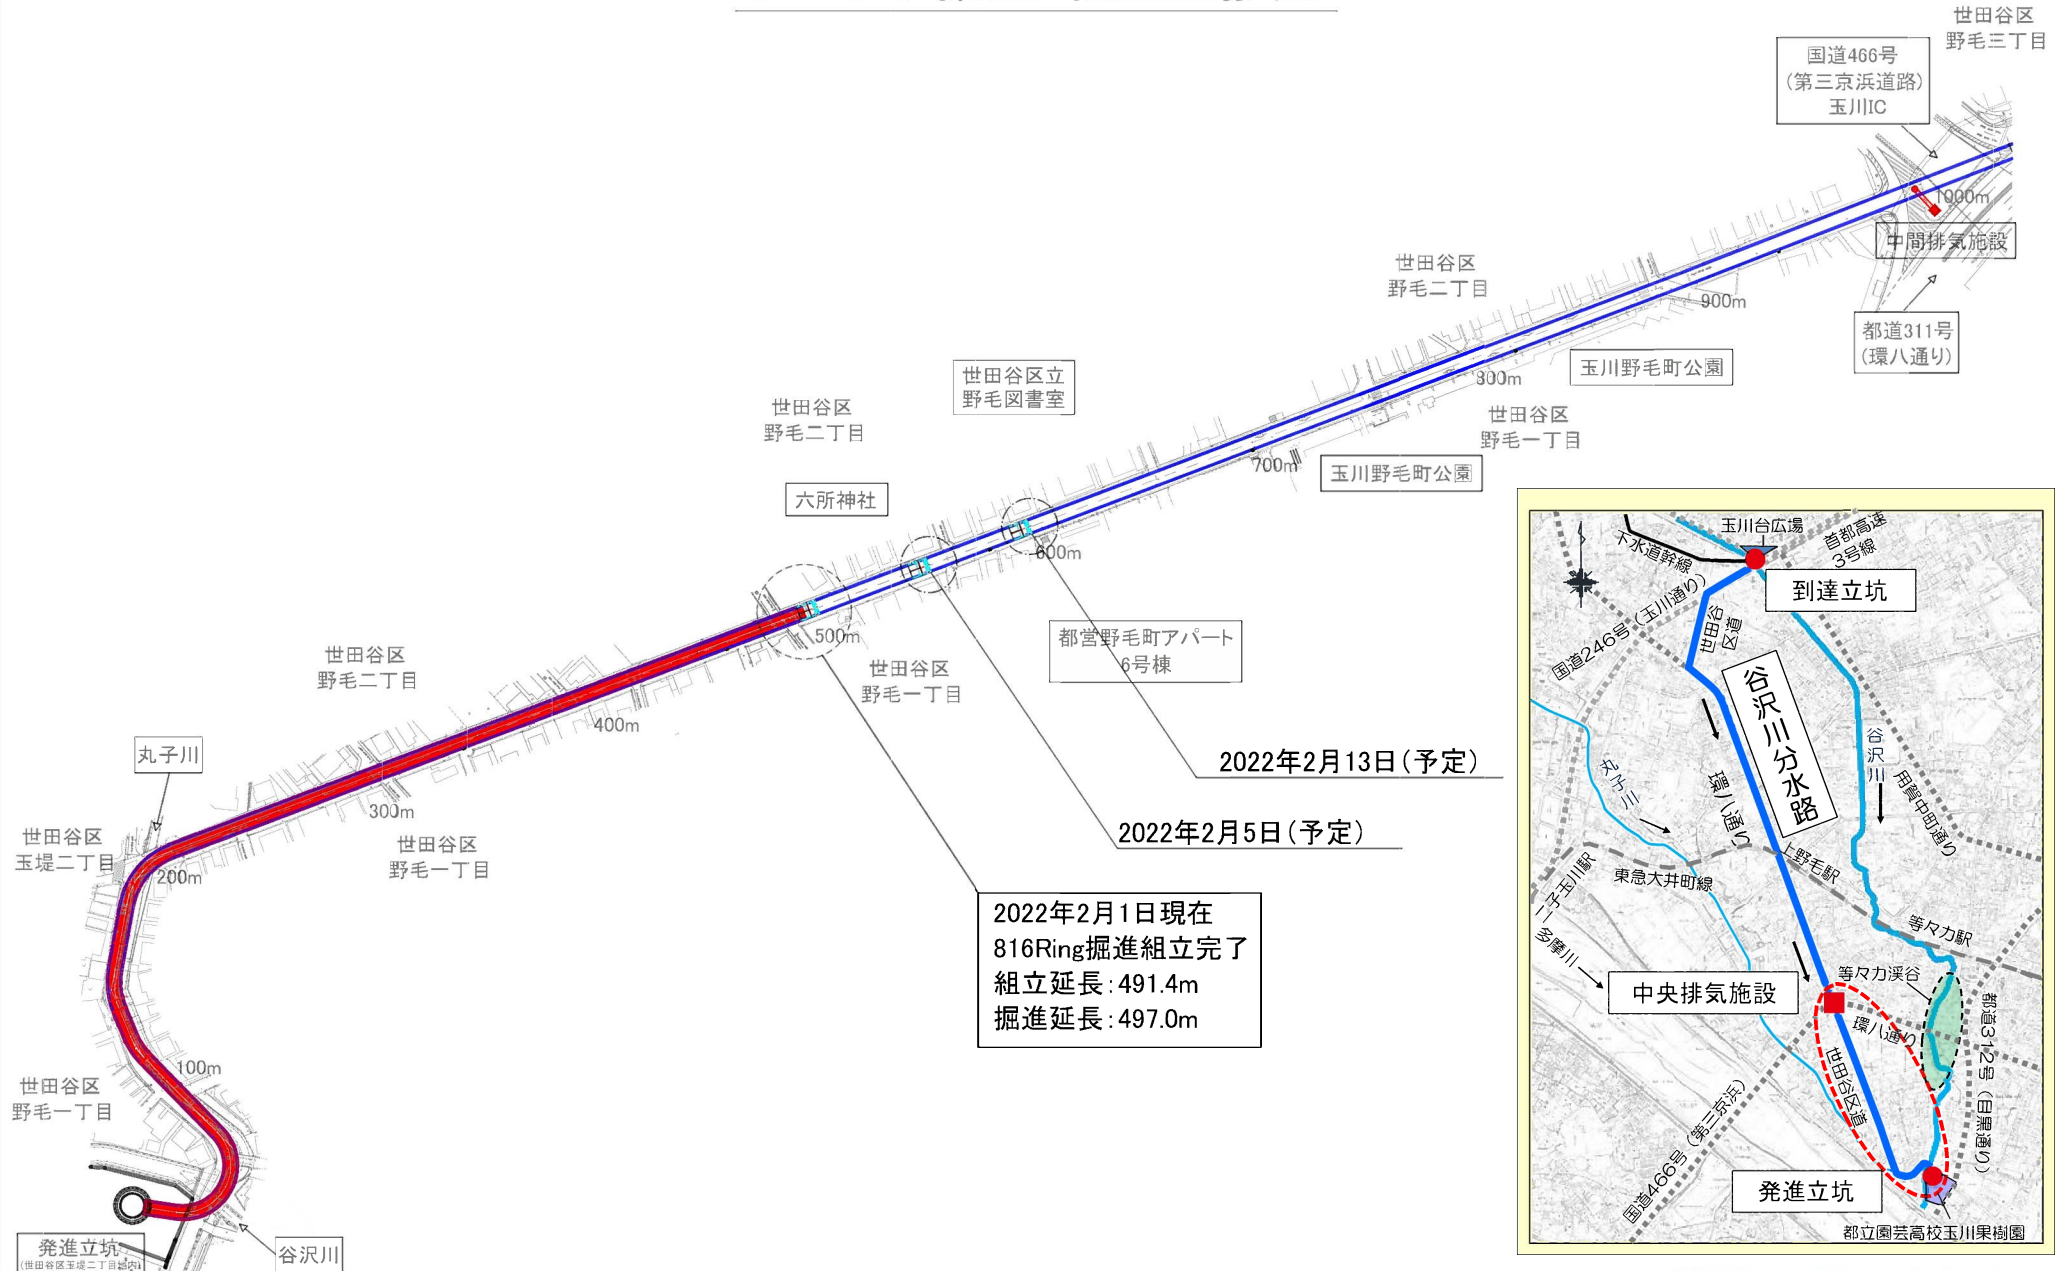 世田谷区
野毛三丁目
国道466号
(第三京浜道路)
玉川IC
1000m
中間排気施設
都道311号
(環八通り)
世田谷区
野毛二丁目
900m
玉川野毛町公園
800m
世田谷区
野毛一丁目
世田谷区立
野毛図書室
世田谷区
野毛二丁目
700m
玉川野毛町公園
六所神社
600m
500m
都営野毛町アパート
6号棟
世田谷区
野毛一丁目
世田谷区
野毛二丁目
400m
2022年2月13日(予定)
丸子川
300m
2022年2月5日(予定)
世田谷区
玉堤二丁目
世田谷区
野毛一丁目
200m
2022年2月1日現在
816Ring掘進組立完了
組立延長:491.4m
掘進延長:497.0m
100m
世田谷区
野毛一丁目
発進立坑
(世田谷区玉堤二丁目地内)
谷沢川
玉川台広場
首都高速
3号線
下水道幹線
到達立坑
国道246号(玉川通り)
世田谷
区道
谷沢川分水路
谷沢川
丸子川
環八通り
用賀中町通り
上野毛駅
東急大井町線
二子玉川駅
等々力駅
多摩川
等々力渓谷
中央排気施設
環八通り
都道312号(目黒通り)
世田谷区道
国道466号(第三京浜)
発進立坑
都立園芸高校玉川果樹園